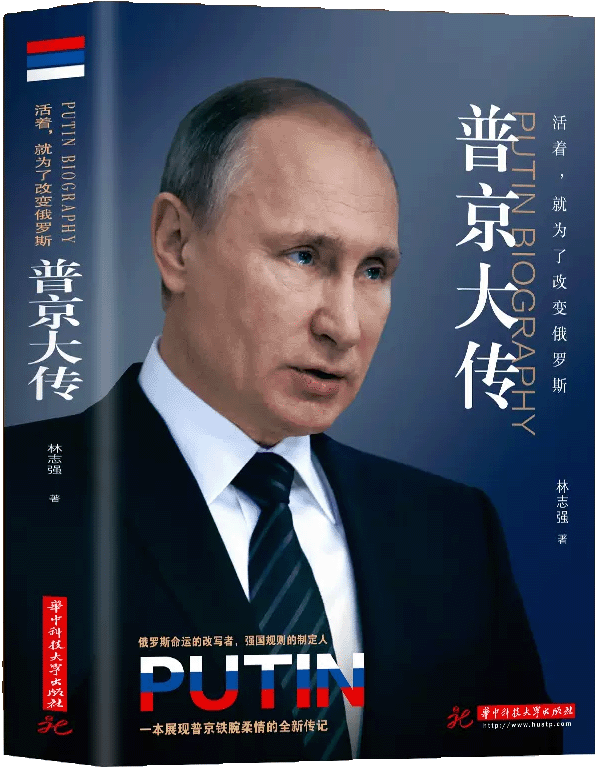 PUTIN BIOGRAPHY
活着，就为了改变俄罗斯
普京大传
林志强 著
华中科技大学出版社
活着，就为了改变俄罗斯
PUTIN BIOGRAPHY
普京大传
林志强 著
俄罗斯命运的改写者，强国规则的制定人
PUTIN
一本展现普京铁腕柔情的全新传记
華中科技大学出版社
http://www.hustp.com